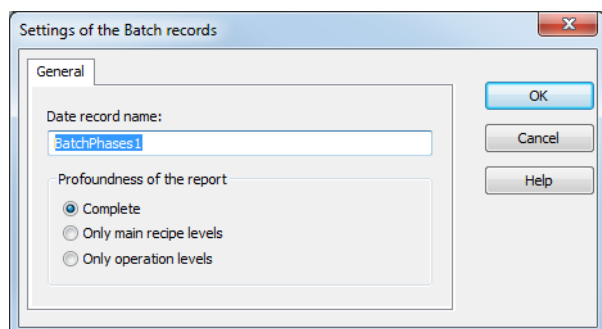 Settings of the Batch records
General
Date record name:
BatchPhases1
Profoundness of the report
Complete
Only main recipe levels
Only operation levels
OK
Cancel
Help